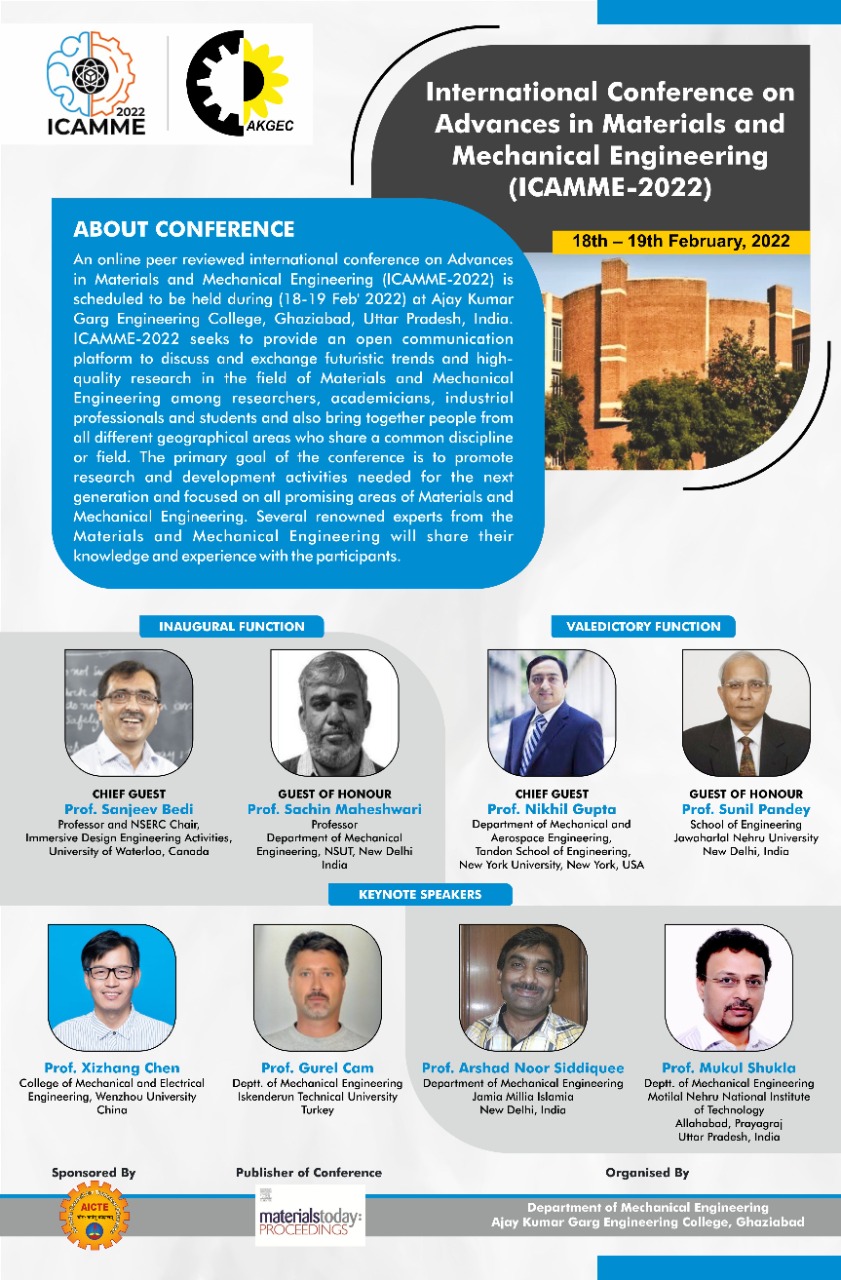 2022
ICAMME
AKGEC
International Conference on
Advances in Materials and
Mechanical Engineering
(ICAMME-2022)
18th – 19th February, 2022
ABOUT CONFERENCE
An online peer reviewed international conference on Advances
in Materials and Mechanical Engineering (ICAMME-2022) is
scheduled to be held during (18-19 Feb' 2022) at Ajay Kumar
Garg Engineering College, Ghaziabad, Uttar Pradesh, India.
ICAMME-2022 seeks to provide an open communication
platform to discuss and exchange futuristic trends and high-
quality research in the field of Materials and Mechanical
Engineering among researchers, academicians, industrial
professionals and students and also bring together people from
all different geographical areas who share a common discipline
or field. The primary goal of the conference is to promote
research and development activities needed for the next
generation and focused on all promising areas of Materials and
Mechanical Engineering. Several renowned experts from the
Materials and Mechanical Engineering will share their
knowledge and experience with the participants.
INAUGURAL FUNCTION
CHIEF GUEST
Prof. Sanjeev Bedi
Professor and NSERC Chair,
Immersive Design Engineering Activities,
University of Waterloo, Canada
GUEST OF HONOUR
Prof. Sachin Maheshwari
Professor
Department of Mechanical
Engineering, NSUT, New Delhi
India
VALEDICTORY FUNCTION
CHIEF GUEST
Prof. Nikhil Gupta
Department of Mechanical and
Aerospace Engineering,
Tandon School of Engineering,
New York University, New York, USA
GUEST OF HONOUR
Prof. Sunil Pandey
School of Engineering
Jawaharlal Nehru University
New Delhi, India
KEYNOTE SPEAKERS
Prof. Xizhang Chen
College of Mechanical and Electrical
Engineering, Wenzhou University
China
Prof. Gurel Cam
Deptt. of Mechanical Engineering
Iskenderun Technical University
Turkey
Prof. Arshad Noor Siddiquee
Department of Mechanical Engineering
Jamia Millia Islamia
New Delhi, India
Prof. Mukul Shukla
Deptt. of Mechanical Engineering
Motilal Nehru National Institute
of Technology
Allahabad, Prayagraj
Uttar Pradesh, India
Sponsored By
AICTE
Publisher of Conference
materialstoday:
PROCEEDINGS
Organised By
Department of Mechanical Engineering
Ajay Kumar Garg Engineering College, Ghaziabad